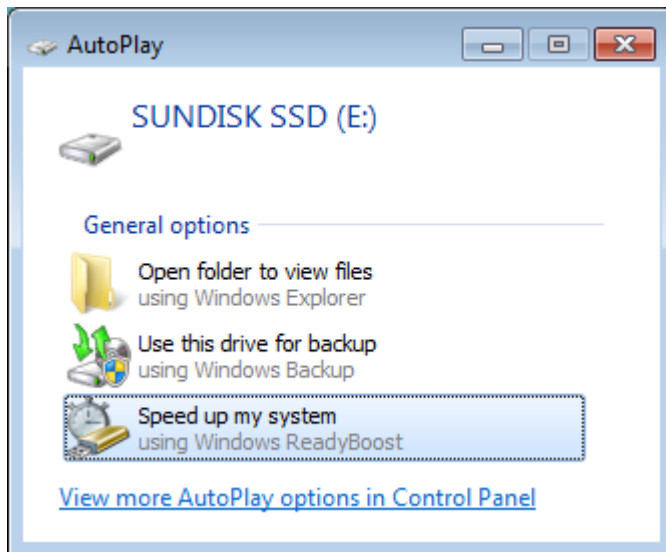 AutoPlay
SUNDISK SSD (E:)
General options
Open folder to view files
using Windows Explorer
Use this drive for backup
using Windows Backup
Speed up my system
using Windows ReadyBoost
View more AutoPlay options in Control Panel